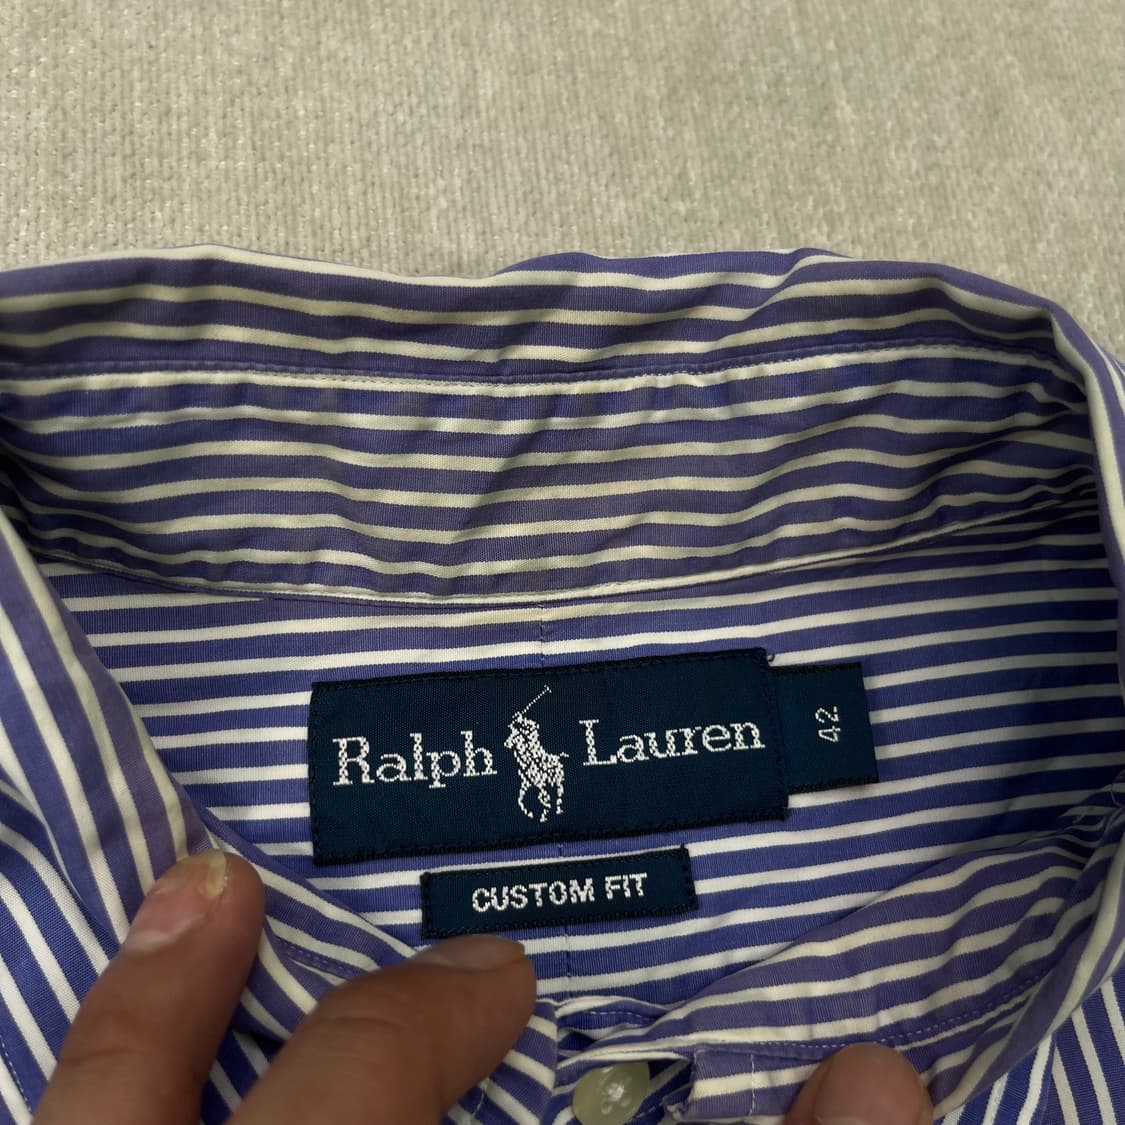 Ralph Lauren
42
CUSTOM FIT